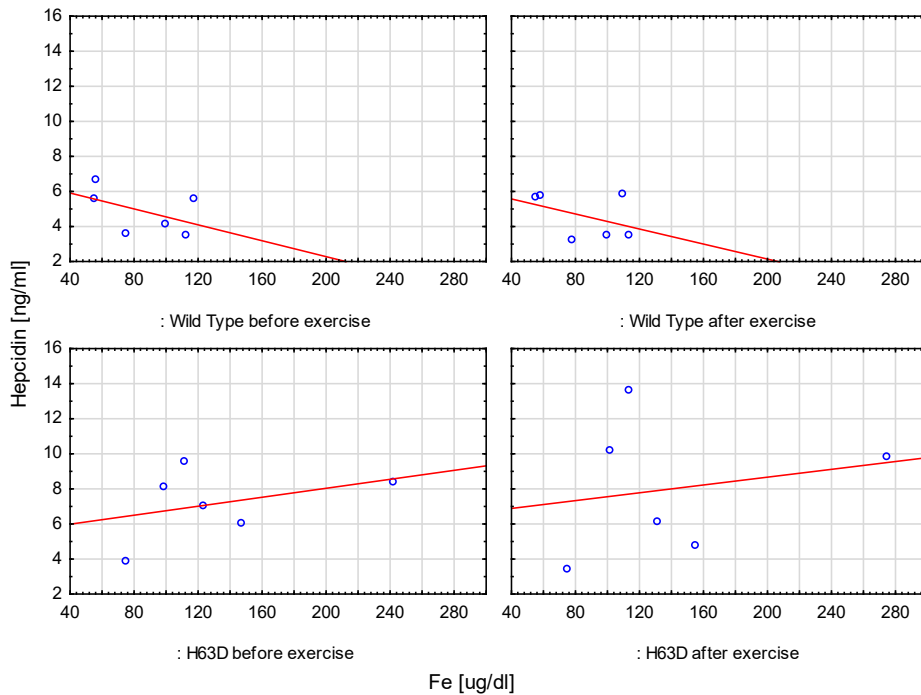 Hepcidin [ng/ml]
16
14
12
10
8
6
4
2
40 80 120 160 200 240 280
: Wild Type before exercise
40 80 120 160 200 240 280
: Wild Type after exercise
16
14
12
10
8
6
4
2
40 80 120 160 200 240 280
: H63D before exercise
40 80 120 160 200 240 280
: H63D after exercise
Fe [ug/dl]